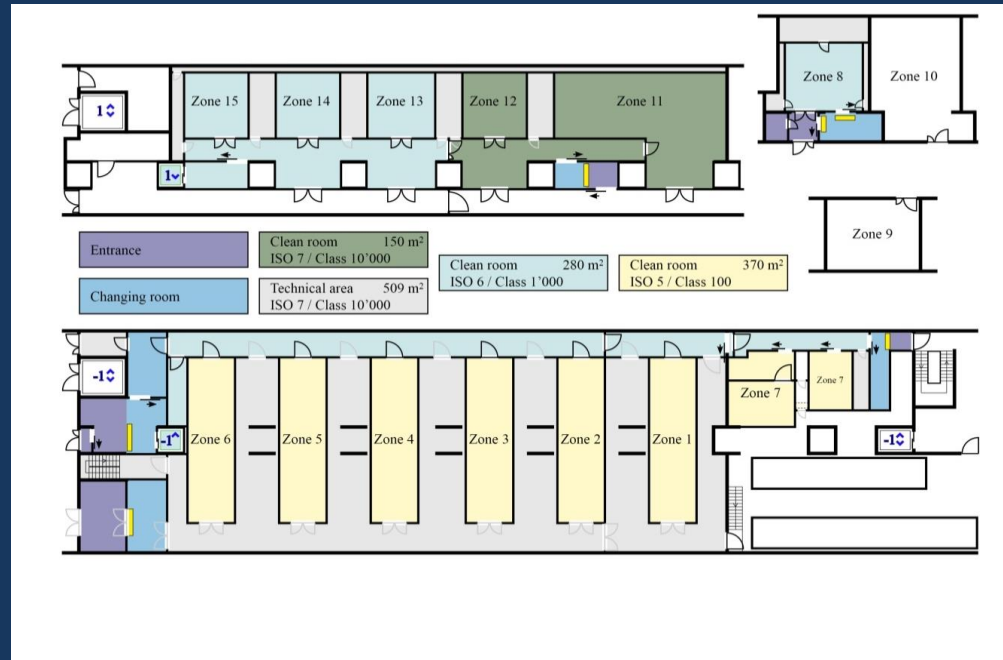 Zone 8
Zone 10
Zone 15
Zone 14
Zone 13
Zone 12
Zone 11
1
1
Zone 9
Entrance
Clean room 150 m²
ISO 7 / Class 10’000
Clean room 280 m²
ISO 6 / Class 1’000
Clean room 370 m²
ISO 5 / Class 100
Changing room
Technical area 509 m²
ISO 7 / Class 10’000
-1
Zone 7
Zone 7
-1
Zone 6
Zone 5
Zone 4
Zone 3
Zone 2
Zone 1
-1